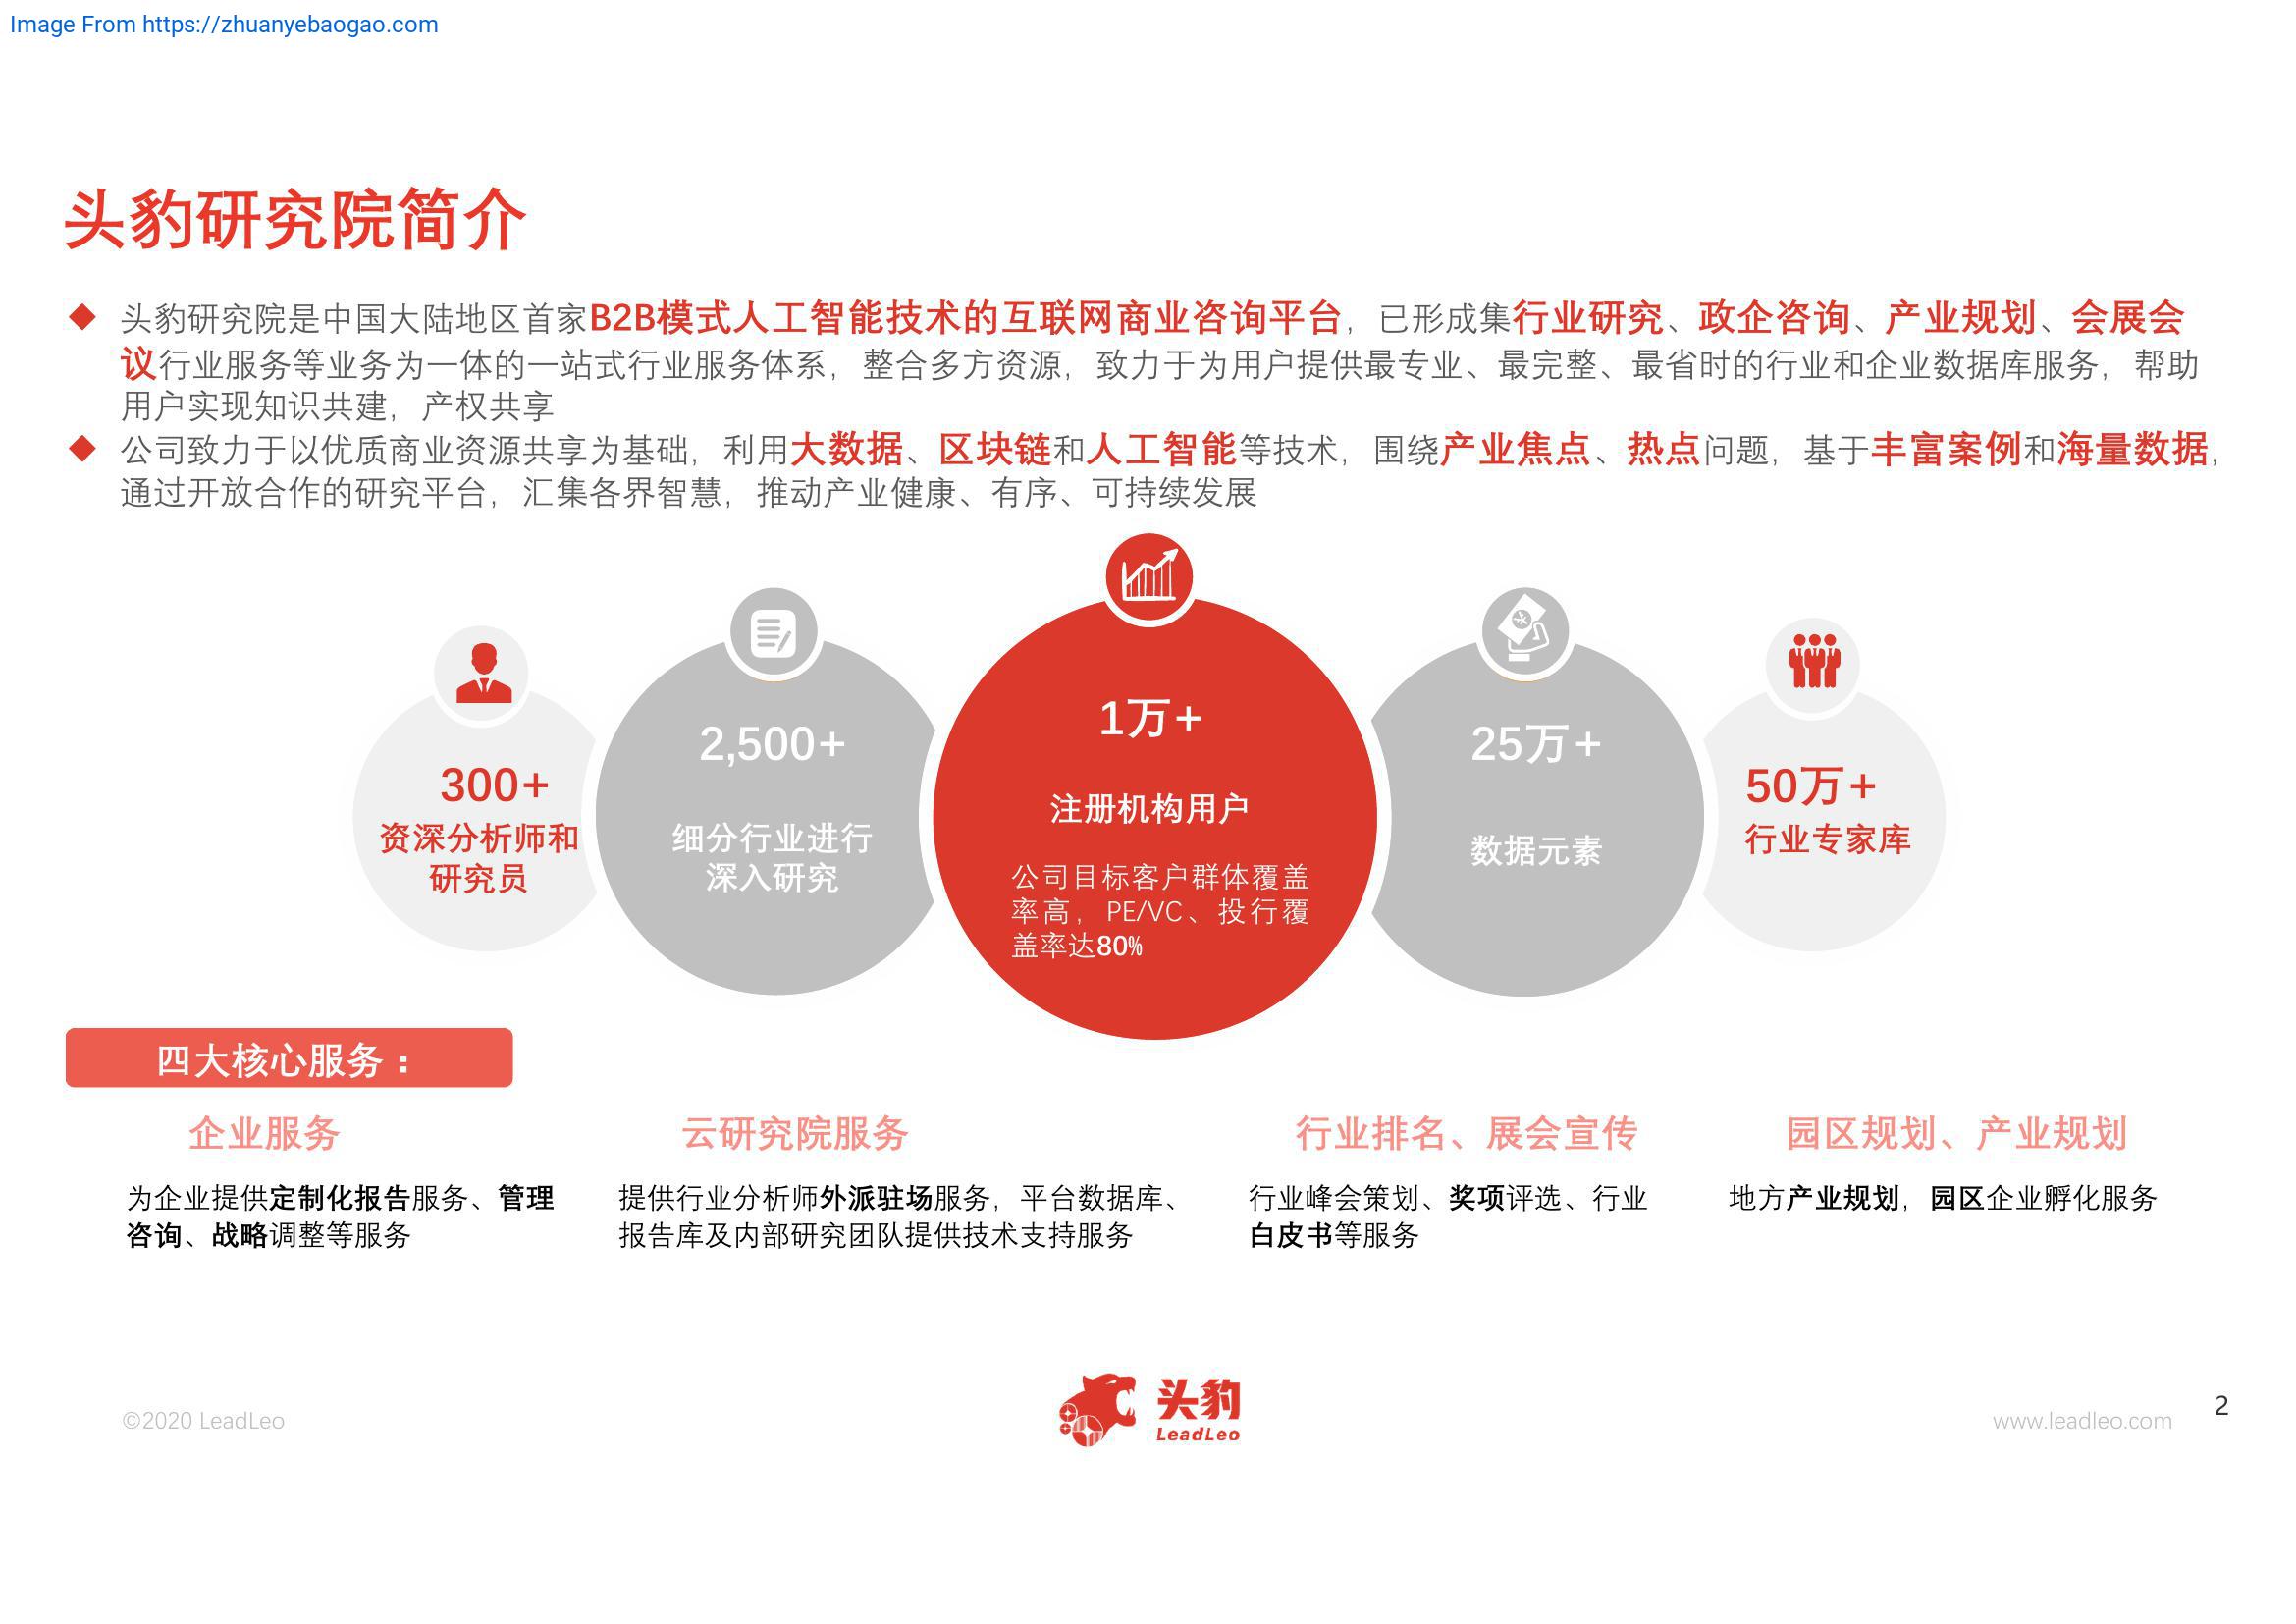 Image From https://zhuanyebaogao.com
头豹研究院简介
头豹研究院是中国大陆地区首家B2B模式人工智能技术的互联网商业咨询平台，已形成集行业研究、政企咨询、产业规划、会展会
议行业服务等业务为一体的一站式行业服务体系，整合多方资源，致力于为用户提供最专业、最完整、最省时的行业和企业数据库服务，帮助
用户实现知识共建，产权共享
公司致力于以优质商业资源共享为基础，利用大数据、区块链和人工智能等技术，围绕产业焦点、热点问题，基于丰富案例和海量数据，
通过开放合作的研究平台，汇集各界智慧，推动产业健康、有序、可持续发展
300+
资深分析师和
研究员
2,500+
细分行业进行
深入研究
1万+
注册机构用户
公司目标客户群体覆盖
率高，PE/VC、投行覆
盖率达80%
25万+
数据元素
50万+
行业专家库
四大核心服务：
企业服务
为企业提供定制化报告服务、管理
咨询、战略调整等服务
云研究院服务
提供行业分析师外派驻场服务，平台数据库、
报告库及内部研究团队提供技术支持服务
行业排名、展会宣传
行业峰会策划、奖项评选、行业
白皮书等服务
园区规划、产业规划
地方产业规划，园区企业孵化服务
©2020 LeadLeo
头豹
LeadLeo
www.leadleo.com
2